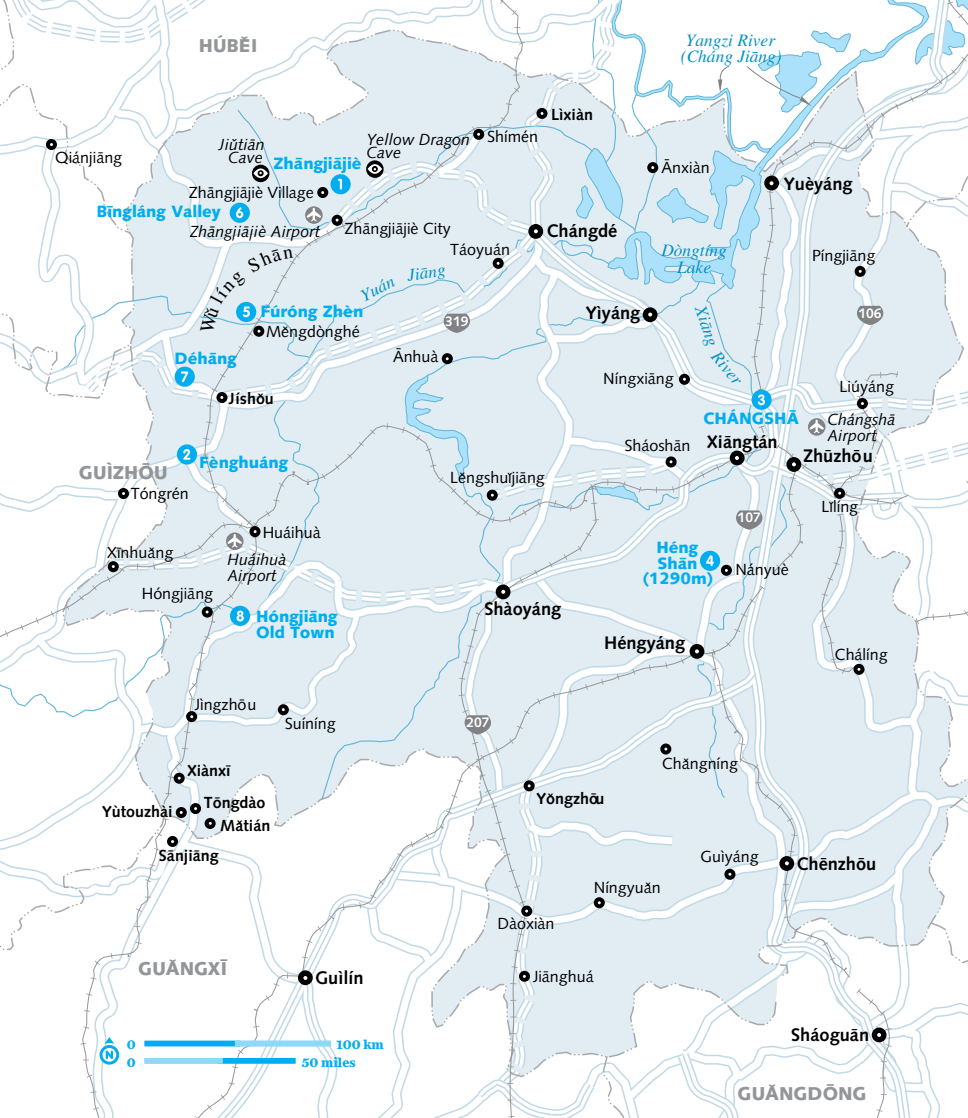 HÚBĚI
Yangzi River
(Cháng Jiāng)
Lìxiàn
Shímén
Qiánjiāng
Jiǔtiān
Cave
Yellow Dragon
Cave
Zhāngjiājiè
1
Ānxiàn
Zhāngjiājiè Village
Yuèyáng
Bīngláng Valley
6
Zhāngjiājiè Airport
Zhāngjiājiè City
Chángdé
Táoyuán
Dòngtíng
Lake
Píngjiāng
Wǔ líng Shān
Yuán Jiāng
5
Fúróng Zhèn
Měngdònghé
319
Yìyáng
106
Xiāng River
Déhāng
7
Ānhuà
Níngxiāng
Liúyáng
Jíshǒu
3
CHÁNGSHĀ
Chángshā
Airport
Xiāngtán
Sháoshān
Zhūzhōu
2
Fènghuáng
GUÌZHŌU
Tóngrén
Lěngshuǐjiāng
Lǐlíng
107
Huáihuà
Huáihuà
Airport
Xīnhuǎng
Héng
Shān
(1290m)
4
Nányuè
Hóngjiāng
8
Hóngjiāng
Old Town
Shàoyáng
Héngyáng
Chálíng
Jìngzhōu
Suíníng
207
Chǎngníng
Xiànxī
Yǒngzhōu
Tōngdào
Yùtouzhài
Mǎtián
Sānjiāng
Guìyáng
Chēnzhōu
Níngyuǎn
Dàoxiàn
GUǍNGXĪ
Guìlín
Jiānghuá
N
0
100 km
0
50 miles
Sháoguān
GUǍNGDŌNG